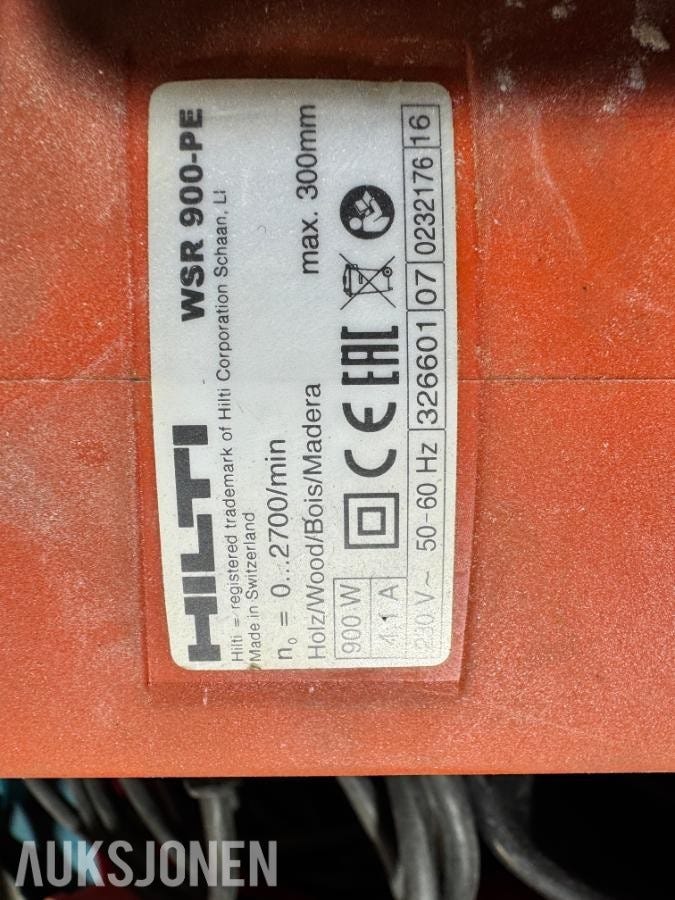 HILTI WSR 900-PE
Hilti = registered trademark of Hilti Corporation Schaan, LI
Made in Switzerland
n₀ = 0...2700/min
Holz/Wood/Bois/Madera max. 300mm
900 W
4.1 A
230 V~ 50-60 Hz 326601 07 0232176 16
CE EAC
AUKSJONEN